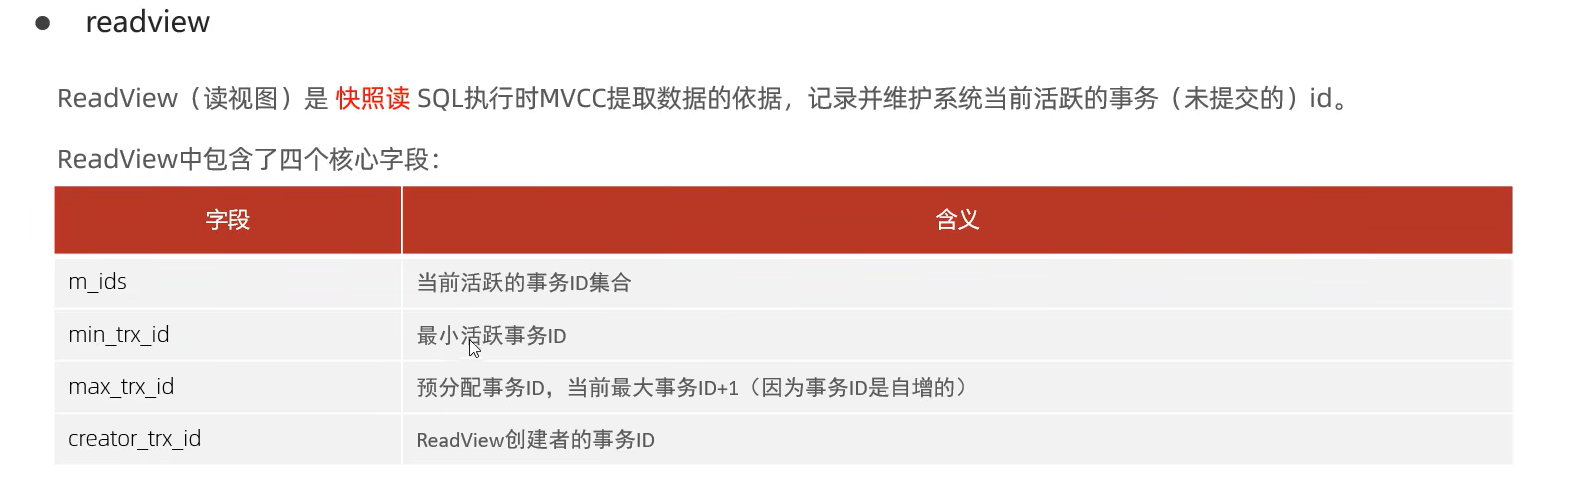 ● readview
ReadView（读视图）是 快照读 SQL执行时MVCC提取数据的依据，记录并维护系统当前活跃的事务（未提交的）id。
ReadView中包含了四个核心字段：
字段 含义
m_ids 当前活跃的事务ID集合
min_trx_id 最小活跃事务ID
max_trx_id 预分配事务ID，当前最大事务ID+1（因为事务ID是自增的）
creator_trx_id ReadView创建者的事务ID